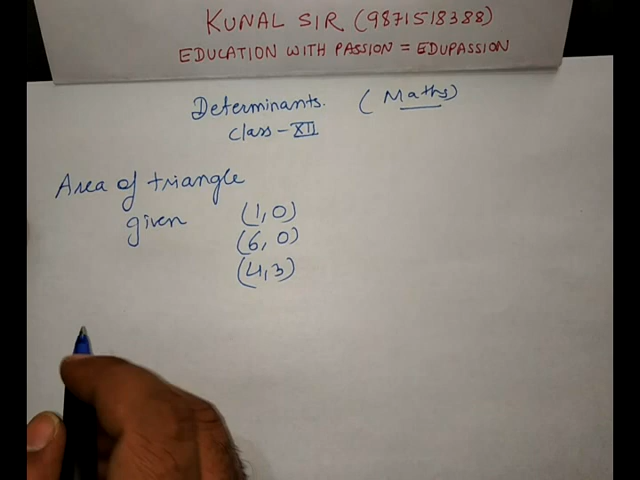 KUNAL SIR (9871518388)
EDUCATION WITH PASSION = EDUPASSION
Determinants. (Maths)
Class - XII
Area of triangle
given (1,0)
(6,0)
(4,3)